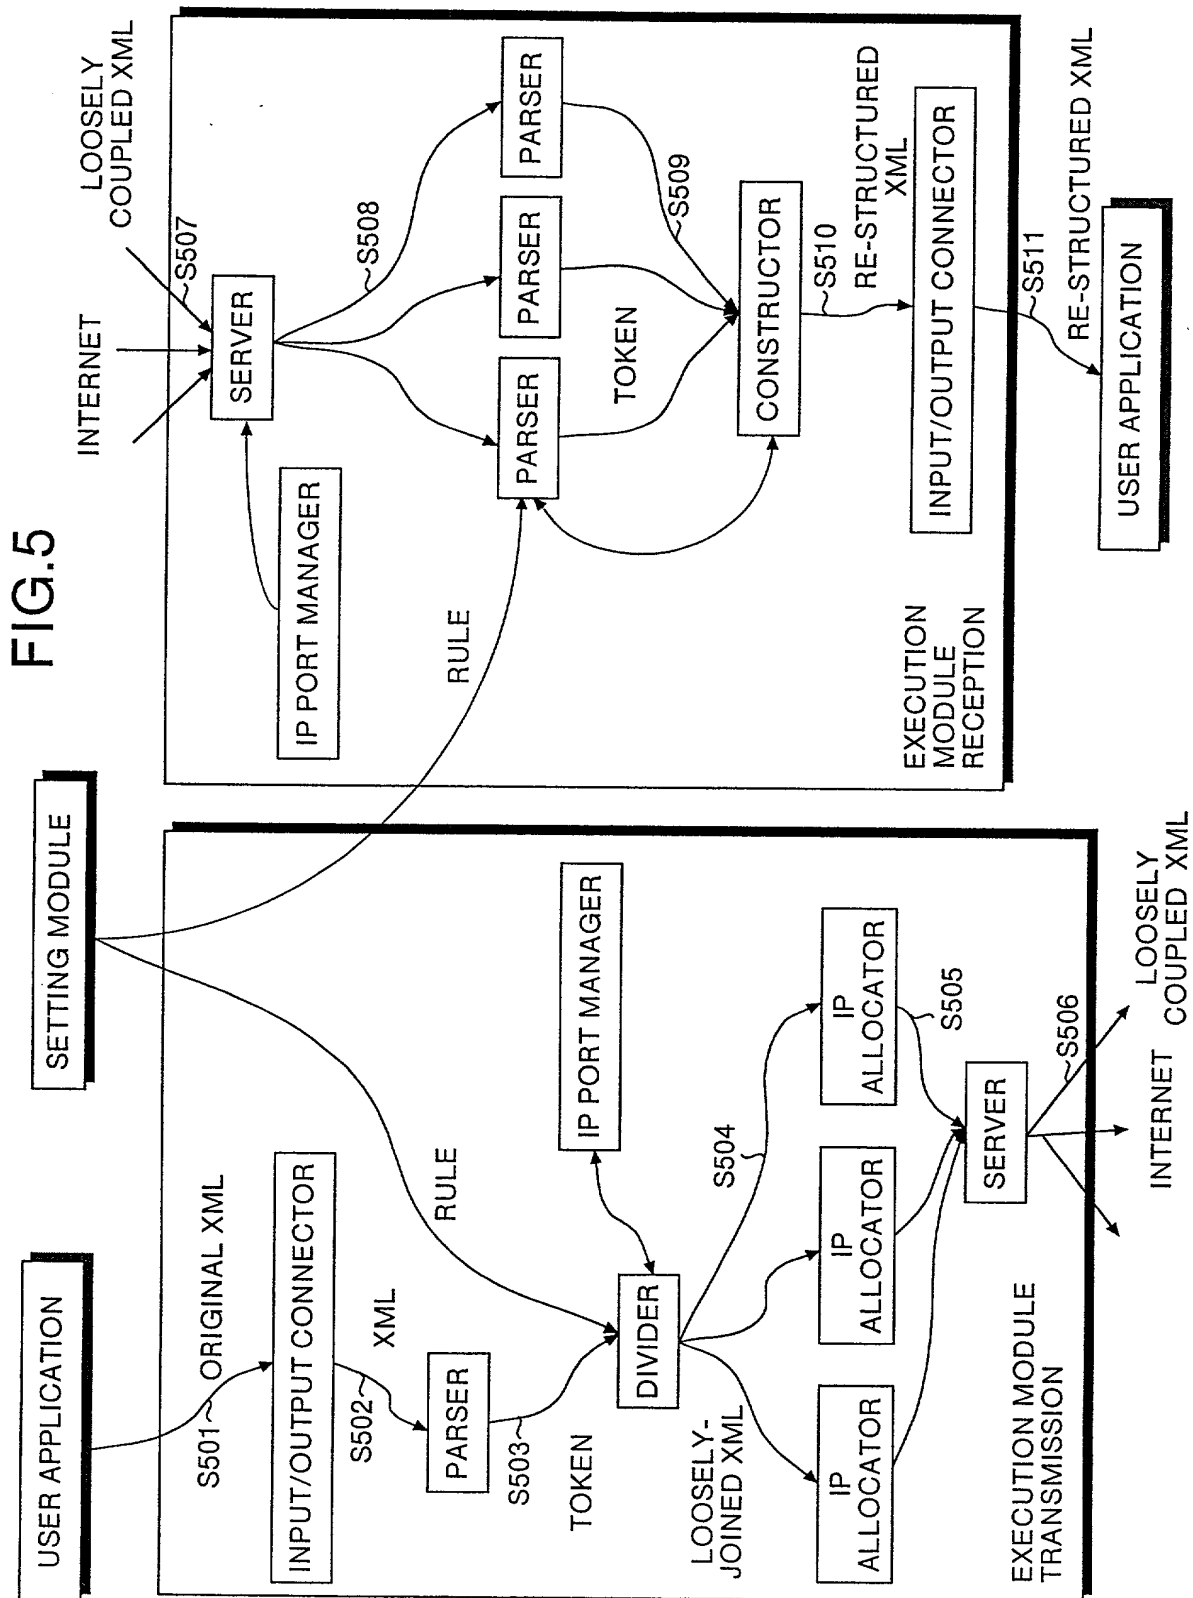 FIG.5
USER APPLICATION
S501
ORIGINAL XML
INPUT/OUTPUT CONNECTOR
S502
XML
PARSER
S503
TOKEN
SETTING MODULE
RULE
DIVIDER
IP PORT MANAGER
LOOSELY-
JOINED XML
S504
IP
ALLOCATOR
IP
ALLOCATOR
IP
ALLOCATOR
S505
SERVER
S506
EXECUTION MODULE
TRANSMISSION
INTERNET
LOOSELY
COUPLED XML
INTERNET
LOOSELY
COUPLED XML
S507
SERVER
IP PORT MANAGER
S508
RULE
PARSER
PARSER
PARSER
TOKEN
S509
CONSTRUCTOR
S510
RE-STRUCTURED
XML
INPUT/OUTPUT CONNECTOR
EXECUTION
MODULE
RECEPTION
S511
RE-STRUCTURED XML
USER APPLICATION